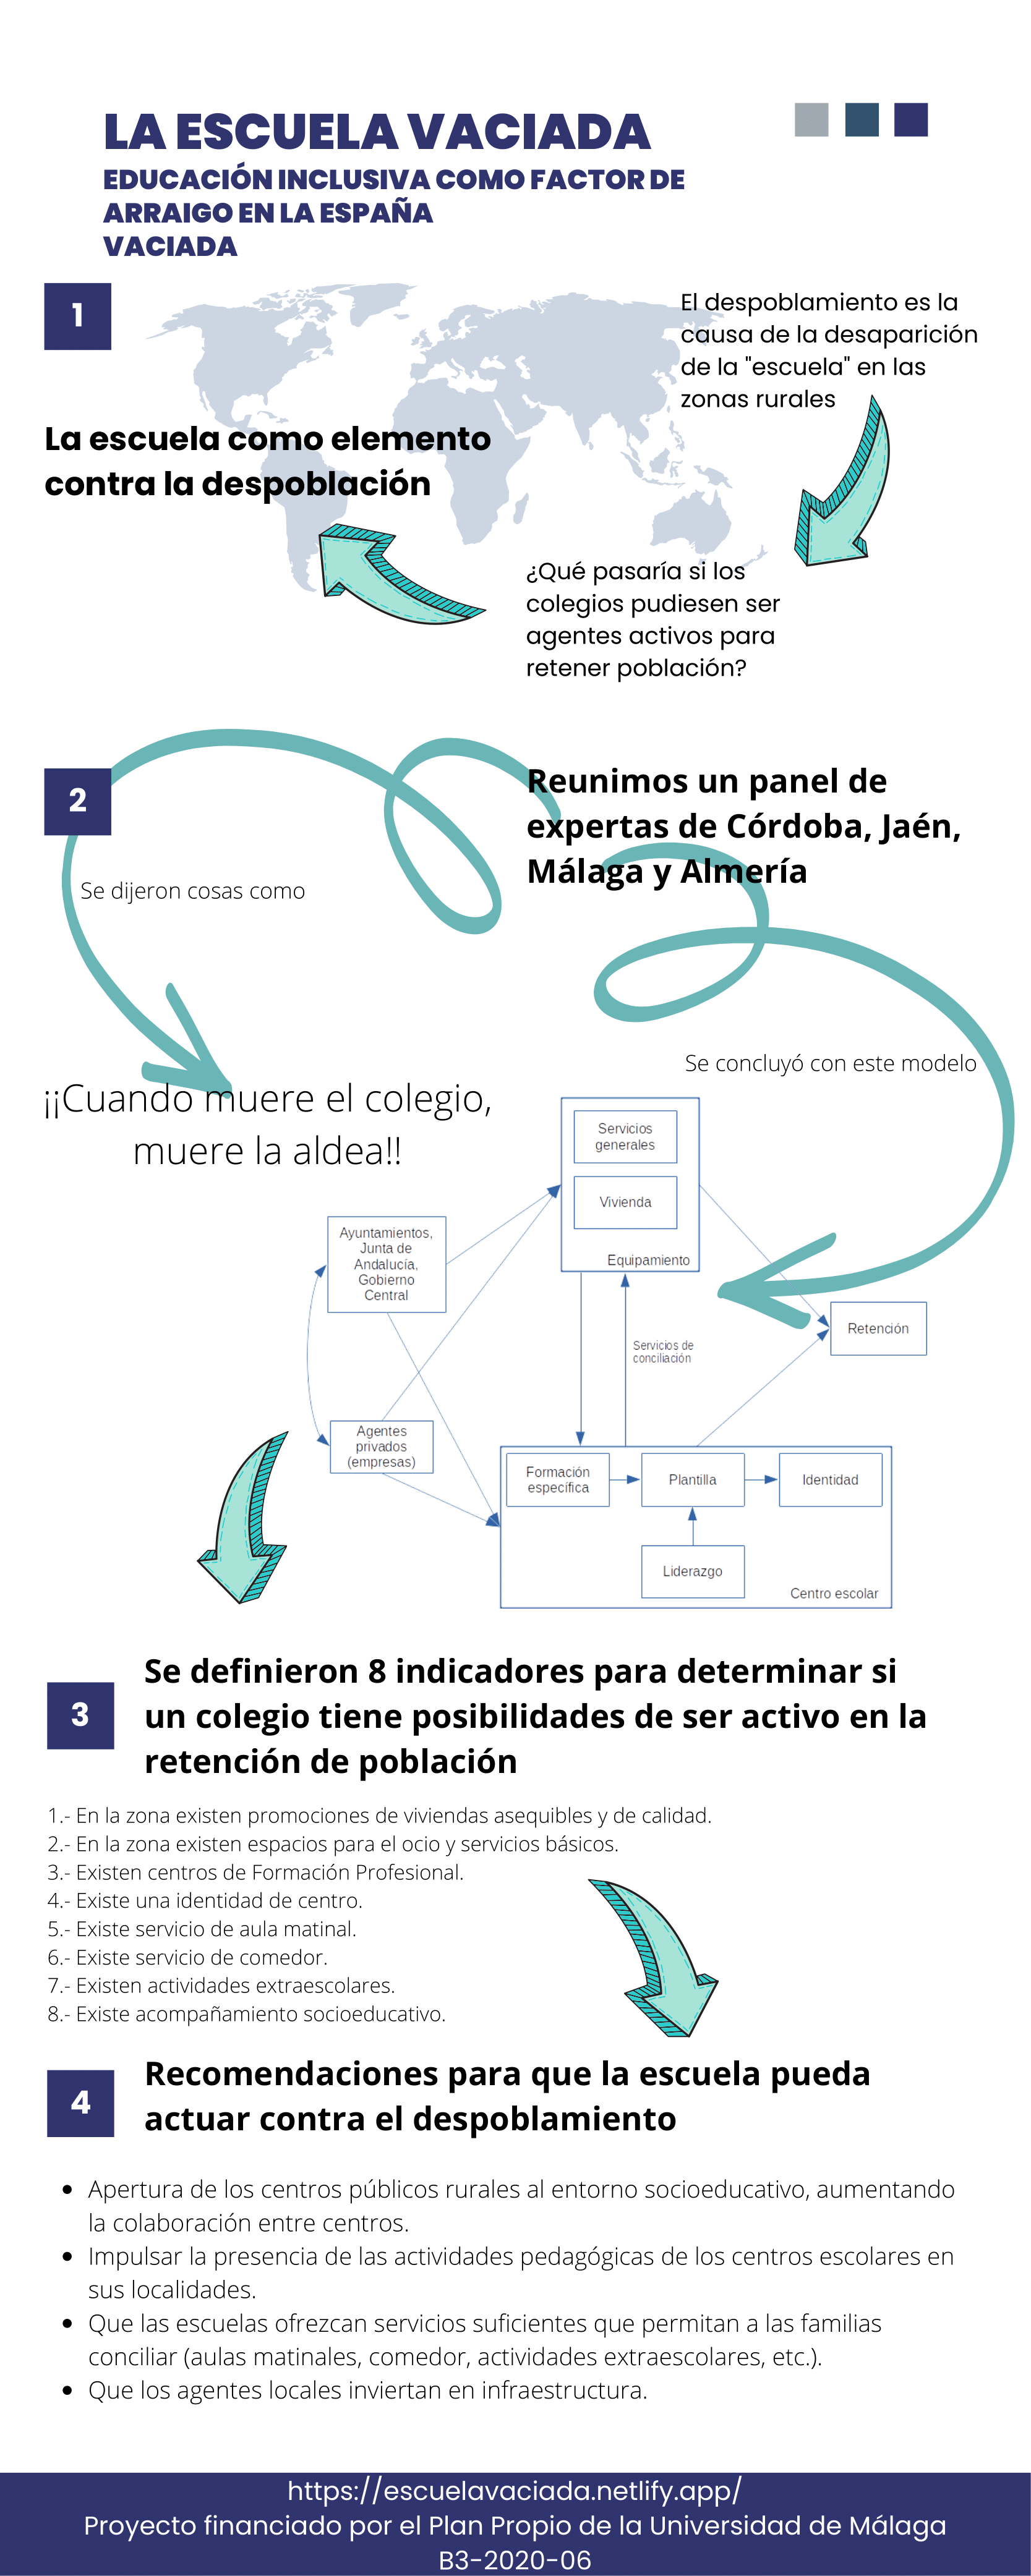 LA ESCUELA VACIADA
EDUCACIÓN INCLUSIVA COMO FACTOR DE
ARRAIGO EN LA ESPAÑA
VACIADA
1
El despoblamiento es la
causa de la desaparición
de la "escuela" en las
zonas rurales
La escuela como elemento
contra la despoblación
¿Qué pasaría si los
colegios pudiesen ser
agentes activos para
retener población?
2
Reunimos un panel de
expertas de Córdoba, Jaén,
Málaga y Almería
Se dijeron cosas como
Se concluyó con este modelo
¡¡Cuando muere el colegio,
muere la aldea!!
Servicios
generales
Vivienda
Equipamiento
Ayuntamientos,
Junta de
Andalucía,
Gobierno
Central
Retención
Servicios de
conciliación
Agentes
privados
(empresas)
Formación
específica
Plantilla
Identidad
Liderazgo
Centro escolar
3
Se definieron 8 indicadores para determinar si
un colegio tiene posibilidades de ser activo en la
retención de población
1.- En la zona existen promociones de viviendas asequibles y de calidad.
2.- En la zona existen espacios para el ocio y servicios básicos.
3.- Existen centros de Formación Profesional.
4.- Existe una identidad de centro.
5.- Existe servicio de aula matinal.
6.- Existe servicio de comedor.
7.- Existen actividades extraescolares.
8.- Existe acompañamiento socioeducativo.
4
Recomendaciones para que la escuela pueda
actuar contra el despoblamiento
• Apertura de los centros públicos rurales al entorno socioeducativo, aumentando
la colaboración entre centros.
• Impulsar la presencia de las actividades pedagógicas de los centros escolares en
sus localidades.
• Que las escuelas ofrezcan servicios suficientes que permitan a las familias
conciliar (aulas matinales, comedor, actividades extraescolares, etc.).
• Que los agentes locales inviertan en infraestructura.
https://escuelavaciada.netlify.app/
Proyecto financiado por el Plan Propio de la Universidad de Málaga
B3-2020-06